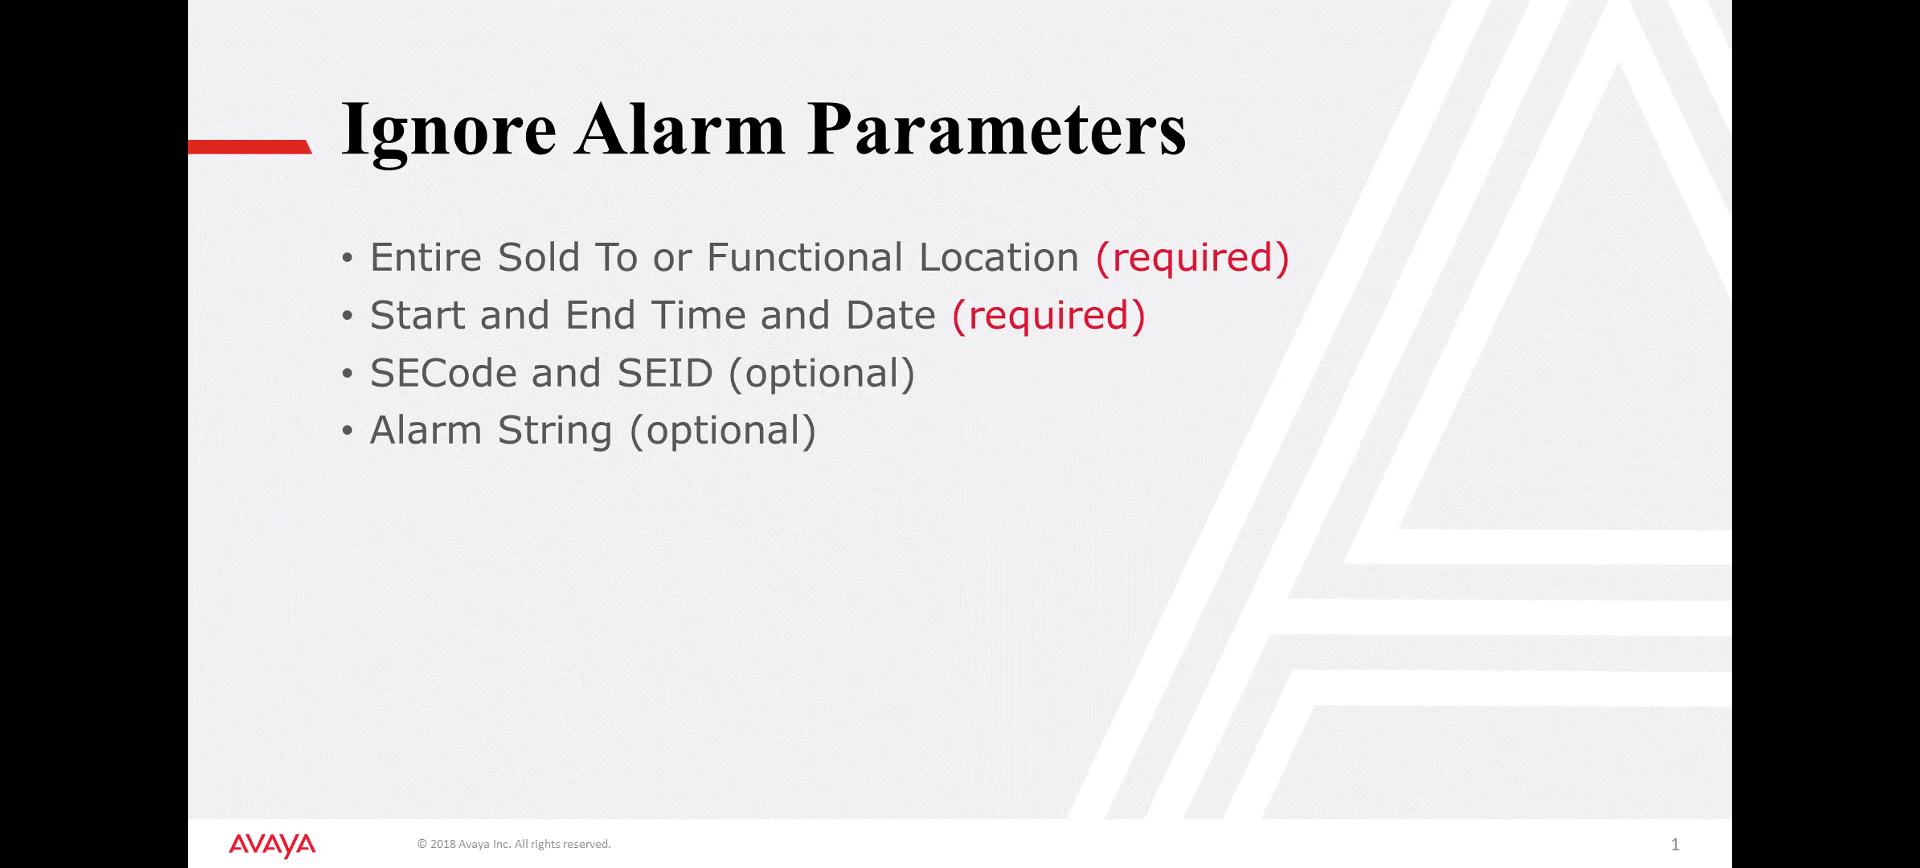 Ignore Alarm Parameters
• Entire Sold To or Functional Location (required)
• Start and End Time and Date (required)
• SECode and SEID (optional)
• Alarm String (optional)
AVAYA
© 2018 Avaya Inc. All rights reserved.
1